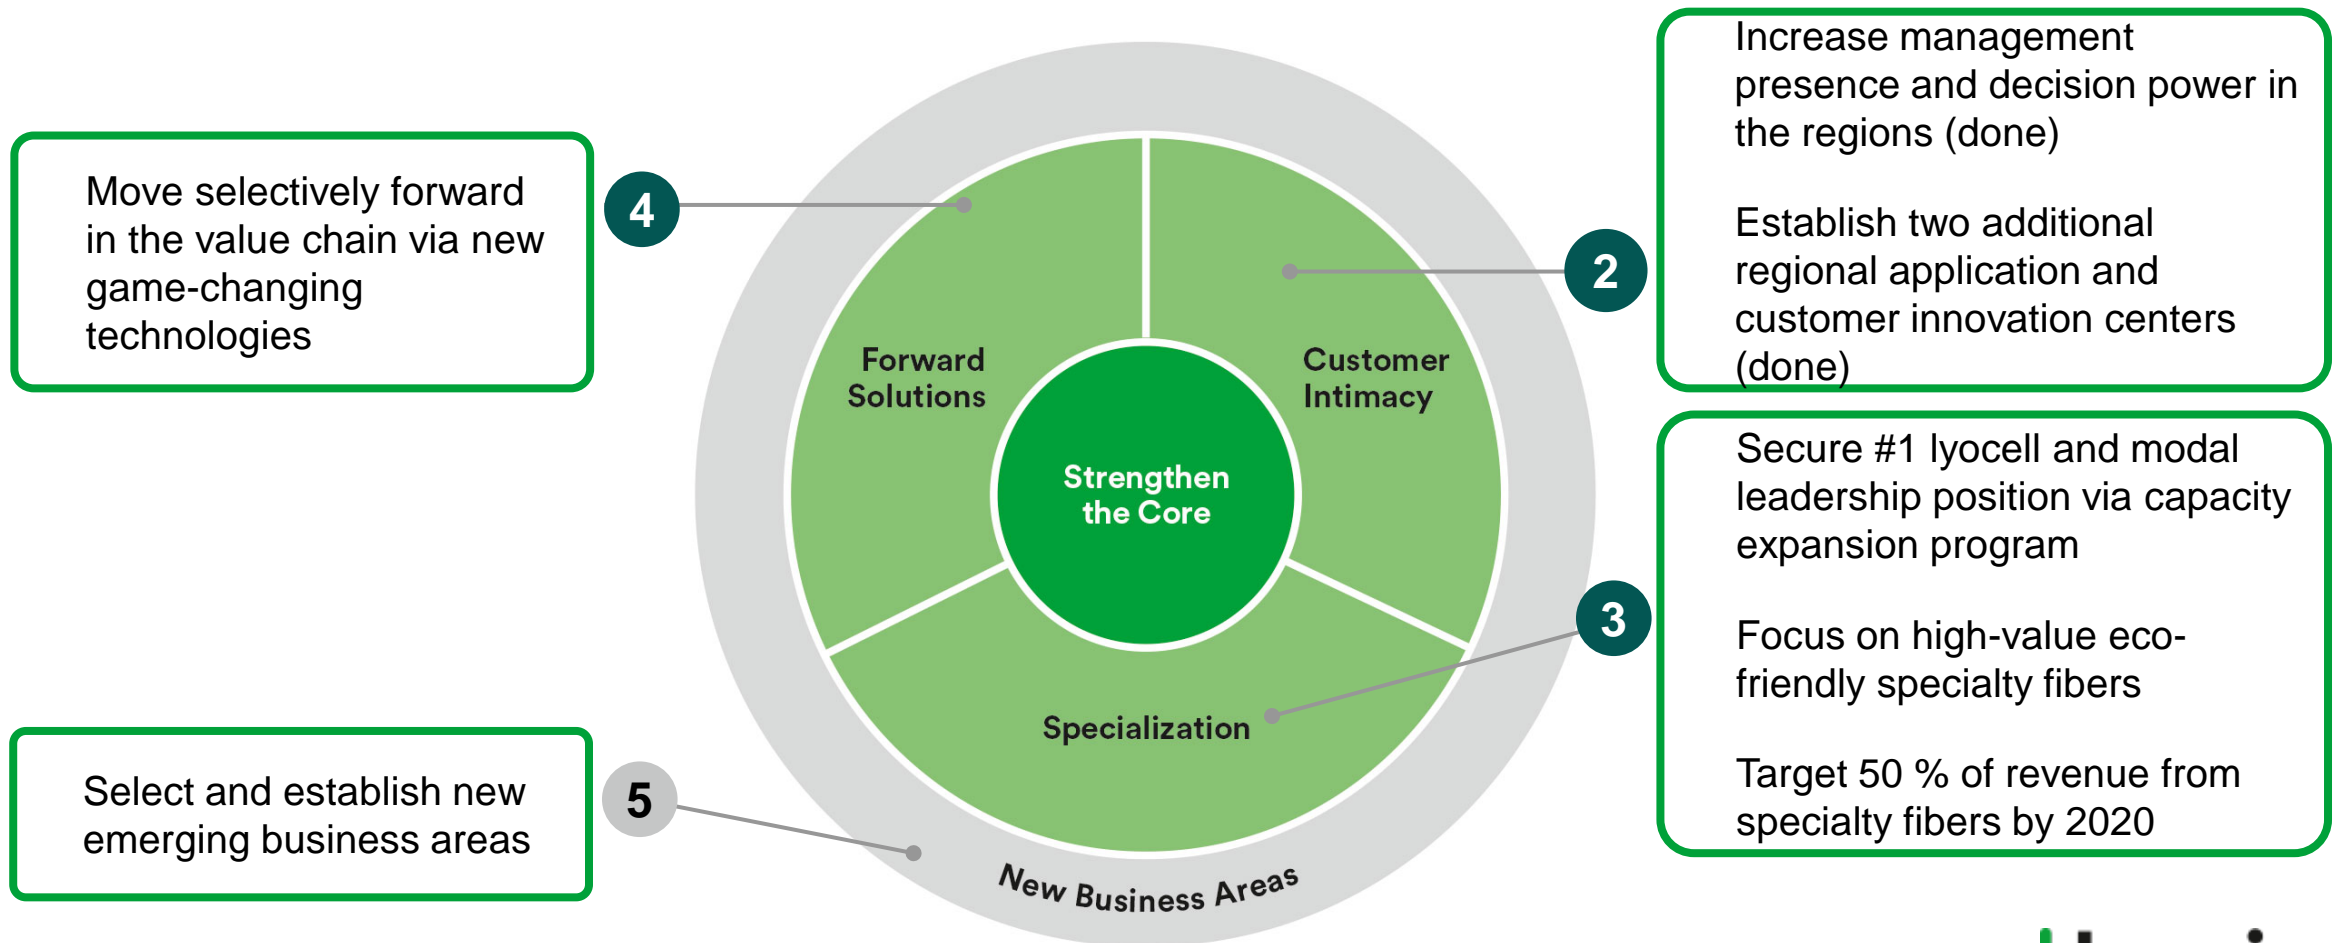 Increase management
presence and decision power in
the regions (done)
Establish two additional
regional application and
customer innovation centers
(done)
2
Move selectively forward
in the value chain via new
game-changing
technologies
4
Forward
Solutions
Customer
Intimacy
Strengthen
the Core
Specialization
New Business Areas
Secure #1 lyocell and modal
leadership position via capacity
expansion program
Focus on high-value eco-
friendly specialty fibers
Target 50 % of revenue from
specialty fibers by 2020
3
Select and establish new
emerging business areas
5